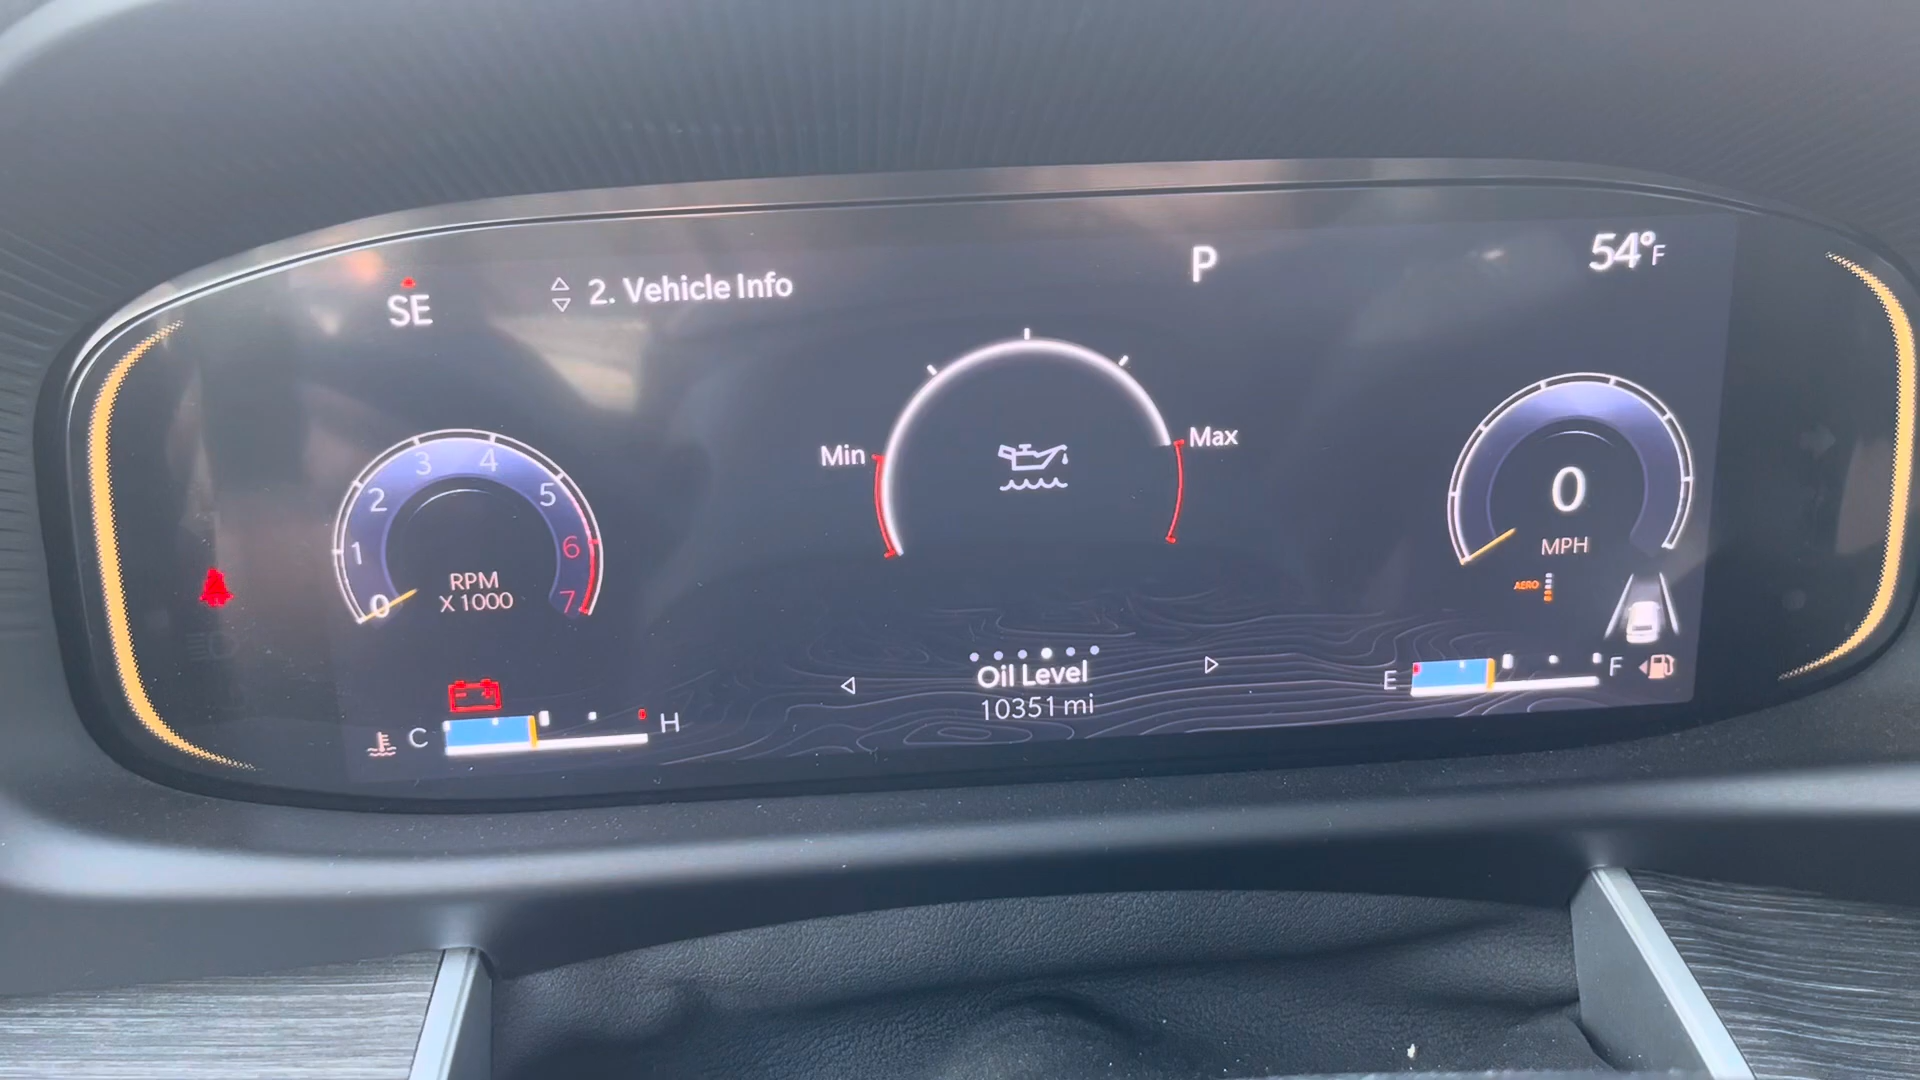 SE
2. Vehicle Info
P
54°F
Min
Max
0
1
2
3
4
5
6
7
RPM
X 1000
0
MPH
AERO
C
H
Oil Level
10351 mi
E
F